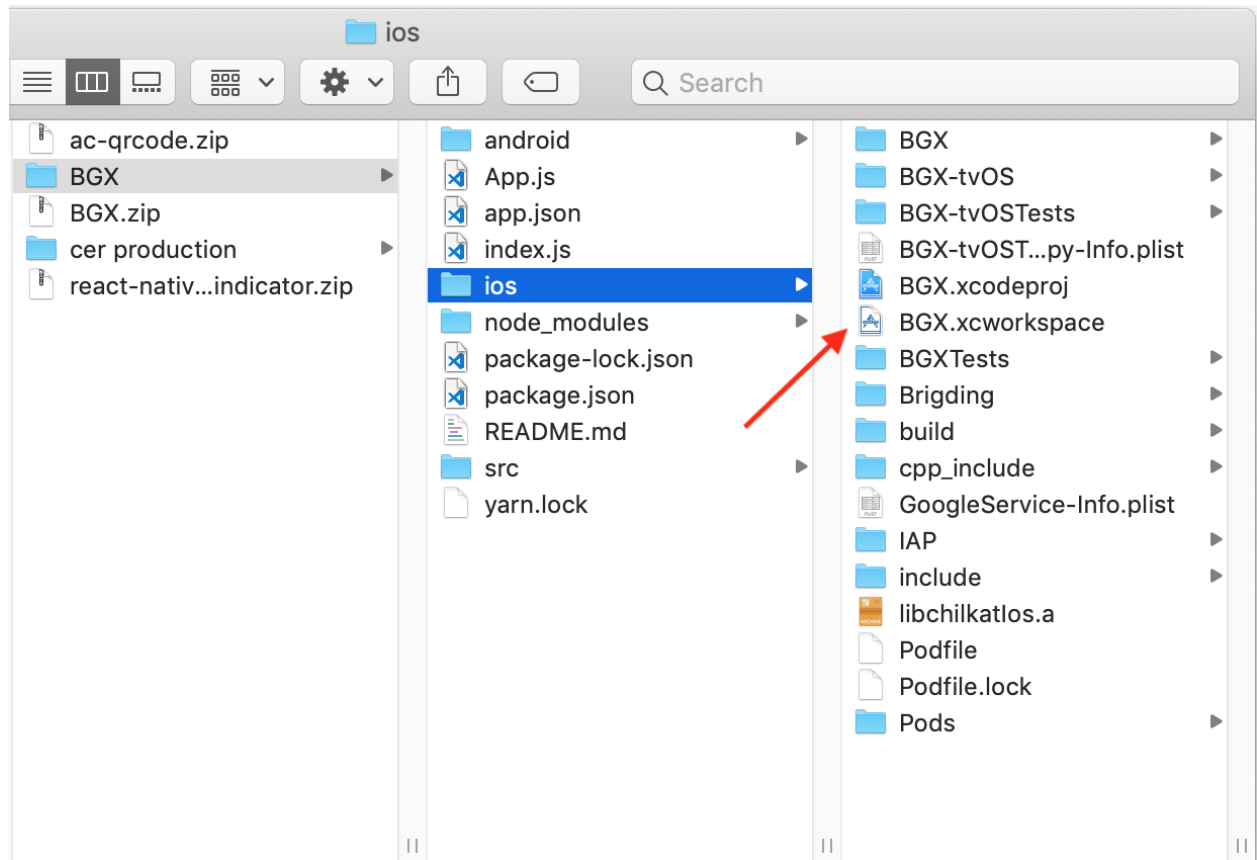 ios
Search
ac-qrcode.zip
BGX
BGX.zip
cer production
react-nativ...indicator.zip
android
App.js
app.json
index.js
ios
node_modules
package-lock.json
package.json
README.md
src
yarn.lock
BGX
BGX-tvOS
BGX-tvOSTests
BGX-tvOST...py-Info.plist
BGX.xcodeproj
BGX.xcworkspace
BGXTests
Brigding
build
cpp_include
GoogleService-Info.plist
IAP
include
libchilkatIos.a
Podfile
Podfile.lock
Pods